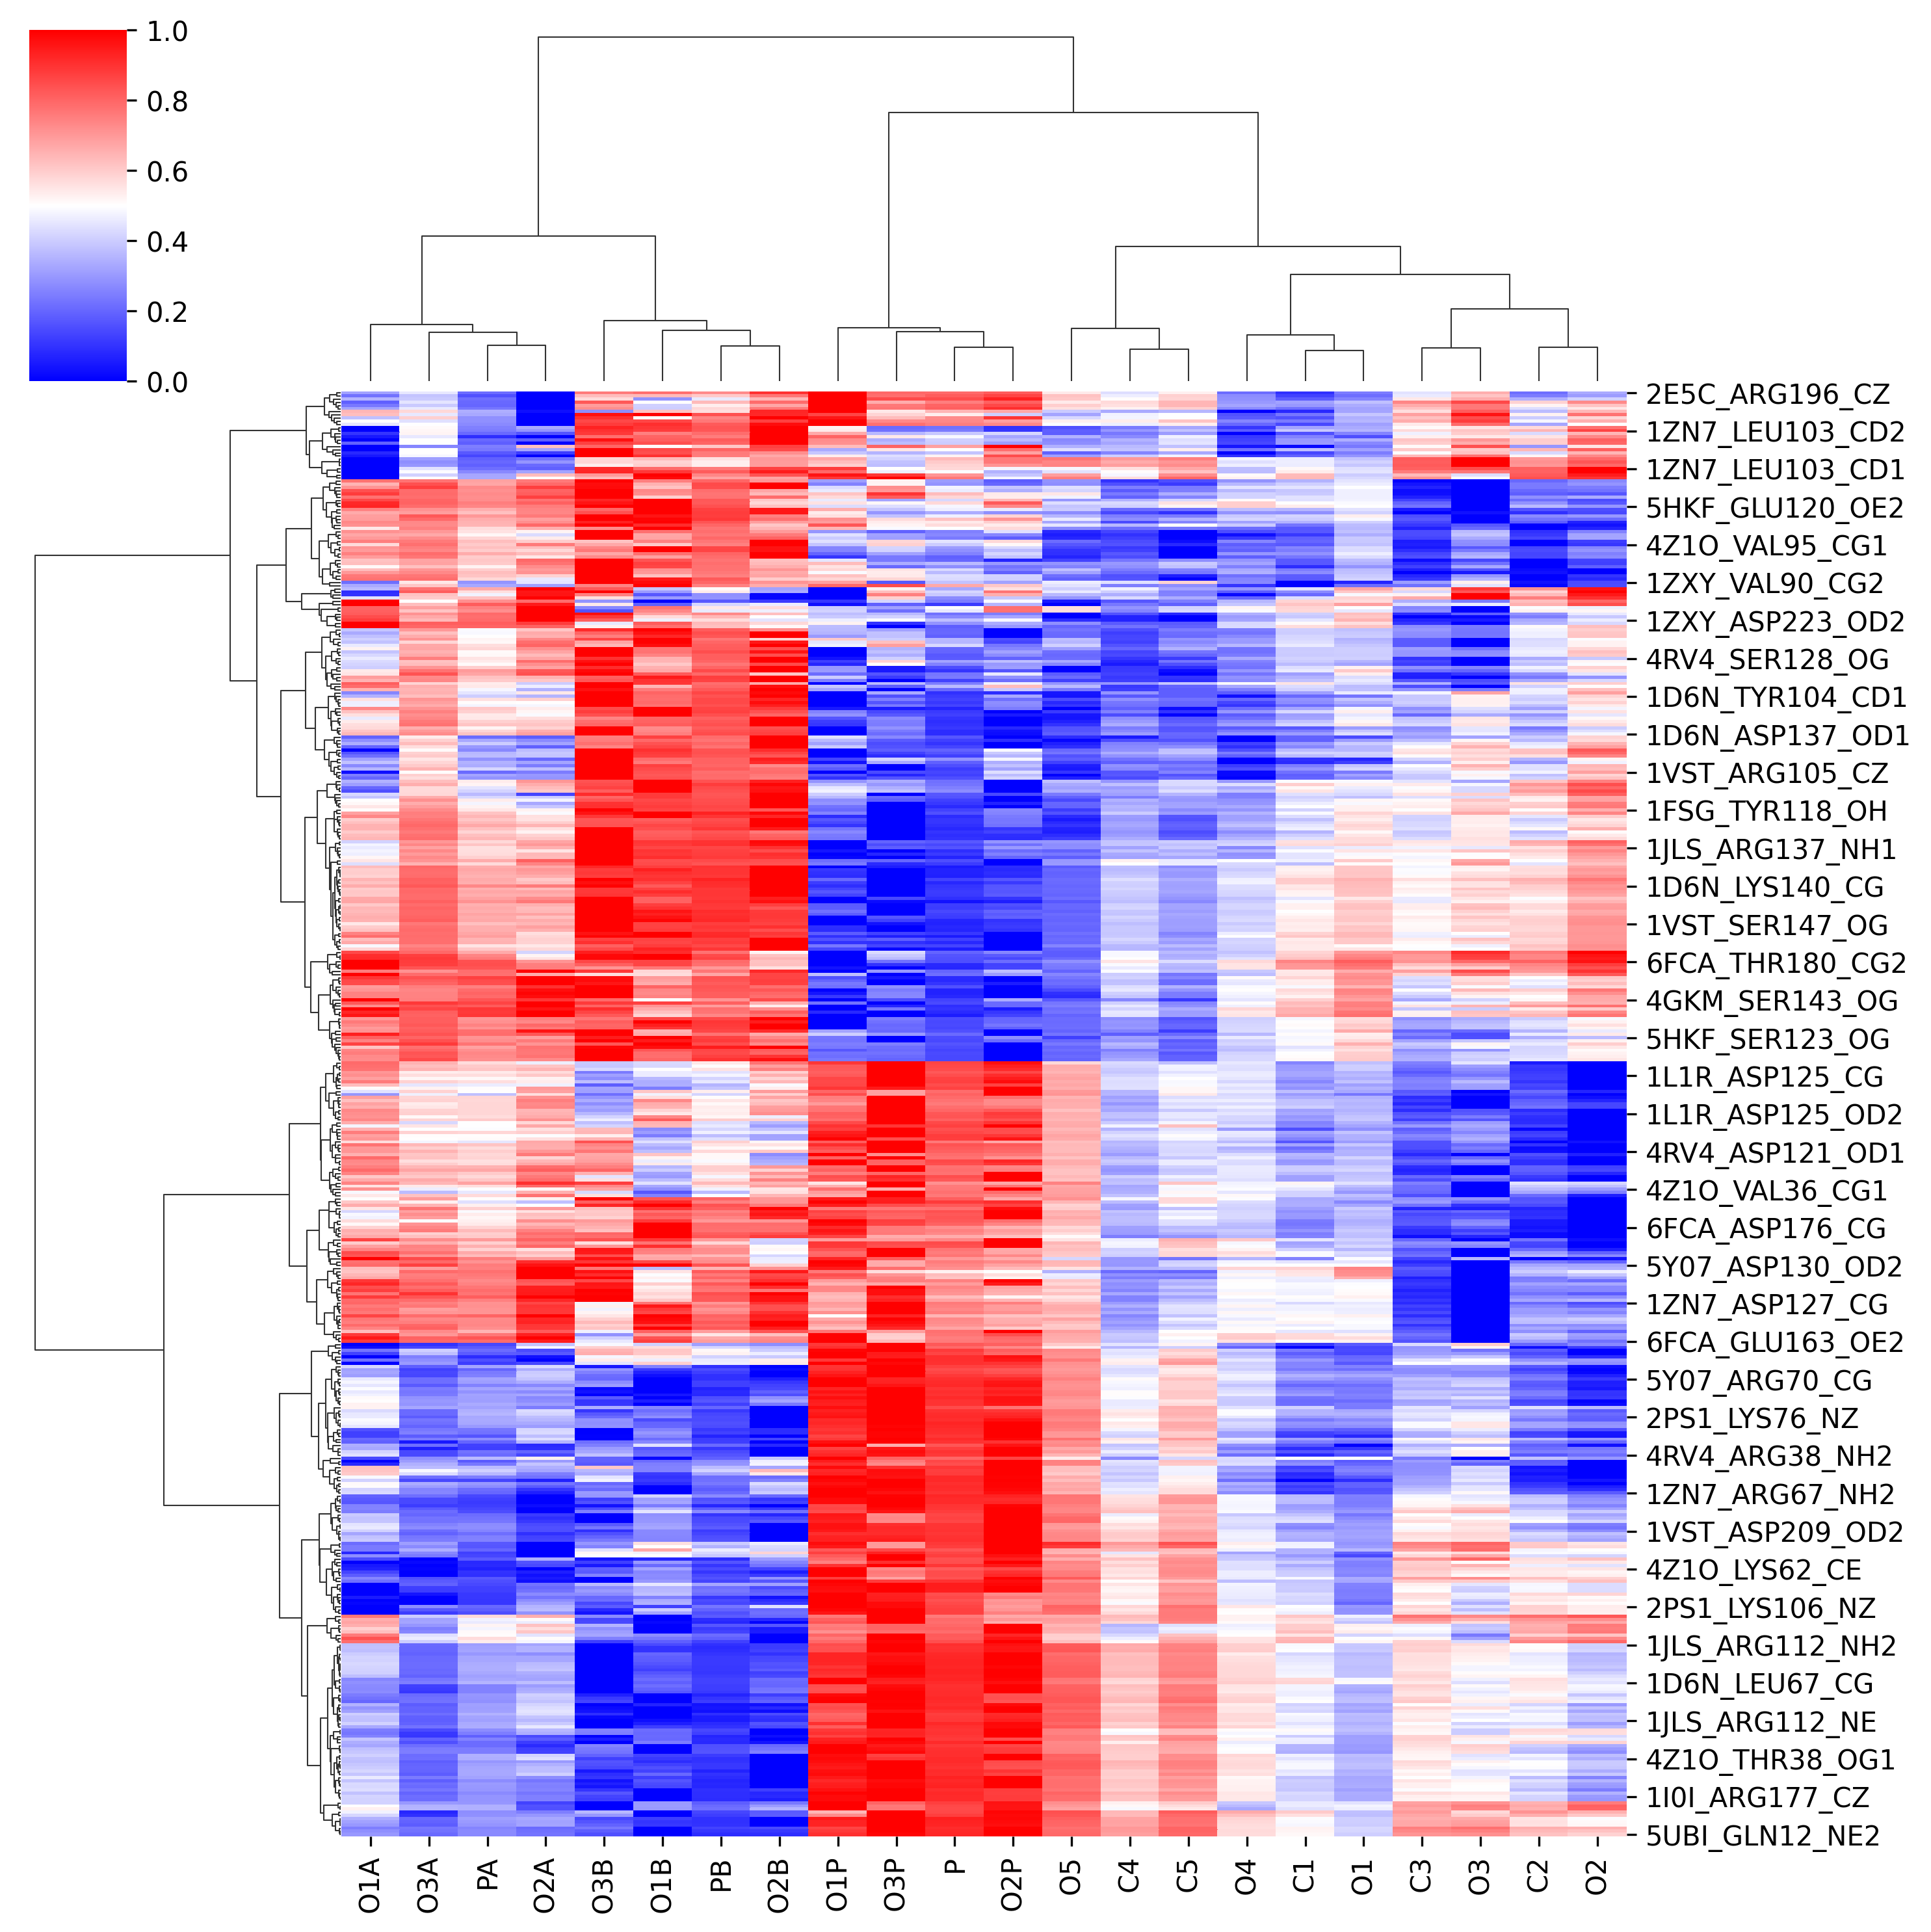 1.0
0.8
0.6
0.4
0.2
0.0
2E5C_ARG196_CZ
1ZN7_LEU103_CD2
1ZN7_LEU103_CD1
5HKF_GLU120_OE2
4Z1O_VAL95_CG1
1ZXY_VAL90_CG2
1ZXY_ASP223_OD2
4RV4_SER128_OG
1D6N_TYR104_CD1
1D6N_ASP137_OD1
1VST_ARG105_CZ
1FSG_TYR118_OH
1JLS_ARG137_NH1
1D6N_LYS140_CG
1VST_SER147_OG
6FCA_THR180_CG2
4GKM_SER143_OG
5HKF_SER123_OG
1L1R_ASP125_CG
1L1R_ASP125_OD2
4RV4_ASP121_OD1
4Z1O_VAL36_CG1
6FCA_ASP176_CG
5Y07_ASP130_OD2
1ZN7_ASP127_CG
6FCA_GLU163_OE2
5Y07_ARG70_CG
2PS1_LYS76_NZ
4RV4_ARG38_NH2
1ZN7_ARG67_NH2
1VST_ASP209_OD2
4Z1O_LYS62_CE
2PS1_LYS106_NZ
1JLS_ARG112_NH2
1D6N_LEU67_CG
1JLS_ARG112_NE
4Z1O_THR38_OG1
1I0I_ARG177_CZ
5UBI_GLN12_NE2
O1A
O3A
PA
O2A
O3B
O1B
PB
O2B
O1P
O3P
P
O2P
O5
C4
C5
O4
C1
O1
C3
O3
C2
O2